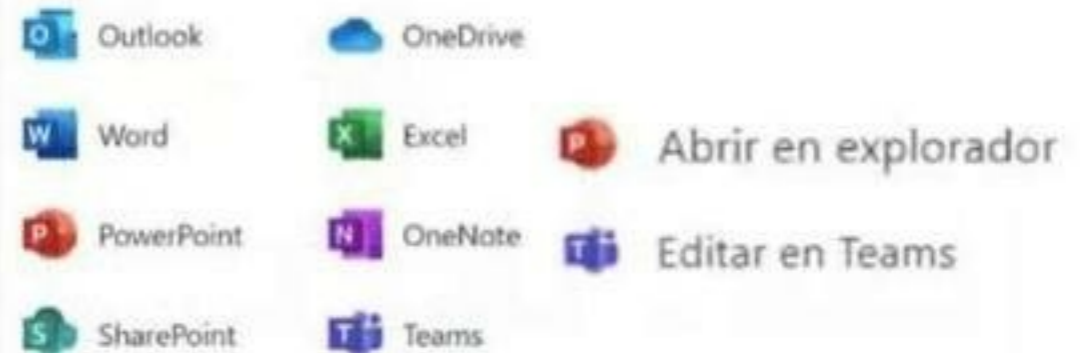 Outlook
OneDrive
Word
Excel
Abrir en explorador
PowerPoint
OneNote
Editar en Teams
SharePoint
Teams